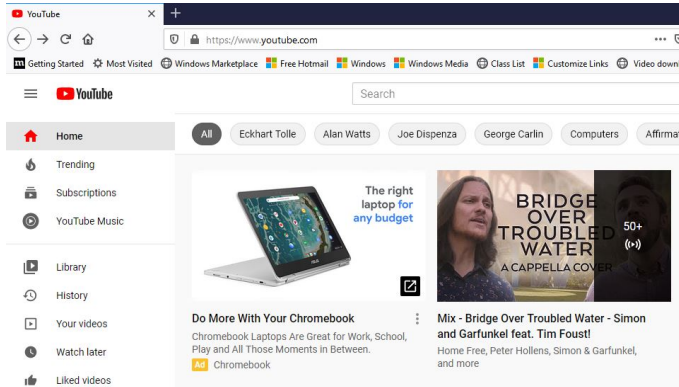 YouTube
https://www.youtube.com
Getting Started Most Visited Windows Marketplace Free Hotmail Windows Windows Media Class List Customize Links Video down
YouTube
Search
Home
Trending
Subscriptions
YouTube Music
Library
History
Your videos
Watch later
Liked videos
All Eckhart Tolle Alan Watts Joe Dispenza George Carlin Computers Affirma
The right
laptop for
any budget
ASUS
Do More With Your Chromebook
Chromebook Laptops Are Great for Work, School,
Play and All Those Moments in Between.
Ad Chromebook
BRIDGE
OVER
TROUBLED
WATER
A CAPPELLA COVER
50+
Mix - Bridge Over Troubled Water - Simon
and Garfunkel feat. Tim Foust!
Home Free, Peter Hollens, Simon & Garfunkel,
and more